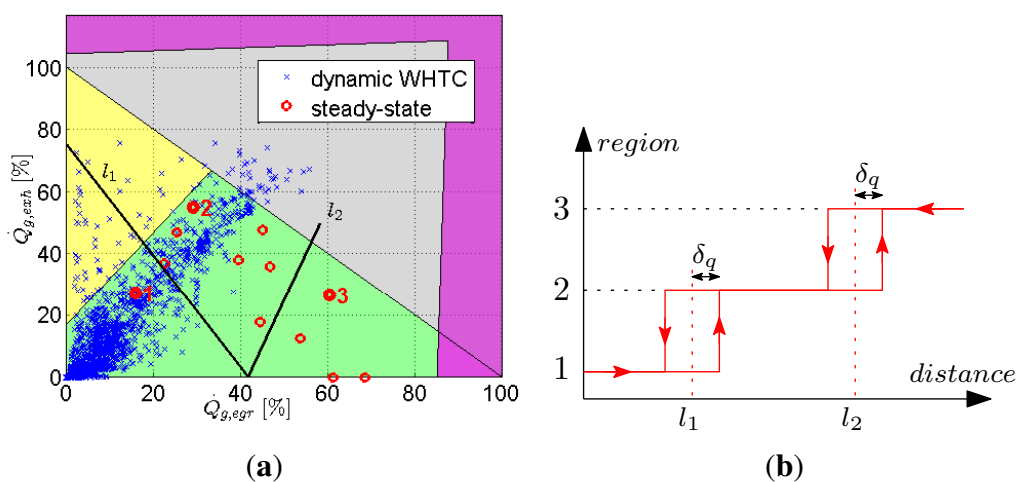 100
80
60
40
20
0
Q̇g,exh [%]
dynamic WHTC
steady-state
l1
l2
2
1
3
0
20
40
60
80
100
Q̇g,egr [%]
(a)
region
3
2
1
δq
δq
distance
l1
l2
(b)